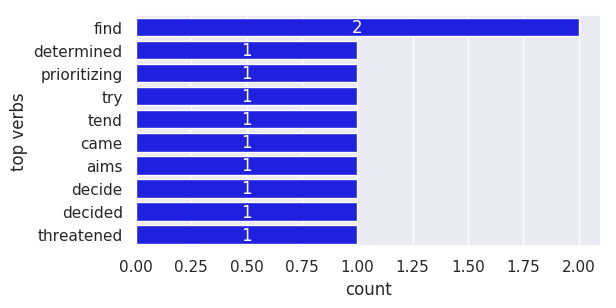 top verbs
find 2
determined 1
prioritizing 1
try 1
tend 1
came 1
aims 1
decide 1
decided 1
threatened 1
0.00 0.25 0.50 0.75 1.00 1.25 1.50 1.75 2.00
count